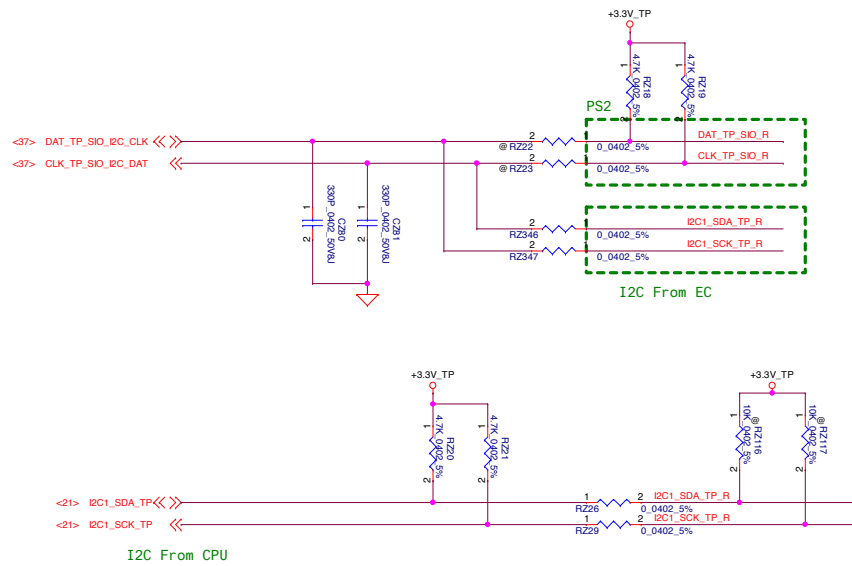 +3.3V_TP
1
4.7K_0402_5%
RZ18
2
1
4.7K_0402_5%
RZ19
2
PS2
<37> DAT_TP_SIO_I2C_CLK
2
@ RZ22
1
0_0402_5%
DAT_TP_SIO_R
<37> CLK_TP_SIO_I2C_DAT
2
@ RZ23
1
0_0402_5%
CLK_TP_SIO_R
1
330P_0402_50V8J
CZ80
2
1
330P_0402_50V8J
CZ81
2
2
RZ346
1
0_0402_5%
I2C1_SDA_TP_R
2
RZ347
1
0_0402_5%
I2C1_SCK_TP_R
I2C From EC
+3.3V_TP
1
4.7K_0402_5%
RZ20
2
1
4.7K_0402_5%
RZ21
2
+3.3V_TP
1
10K_0402_5%
@ RZ116
2
1
10K_0402_5%
@ RZ117
2
<21> I2C1_SDA_TP
1
RZ26
2
0_0402_5%
I2C1_SDA_TP_R
<21> I2C1_SCK_TP
1
RZ29
2
0_0402_5%
I2C1_SCK_TP_R
I2C From CPU